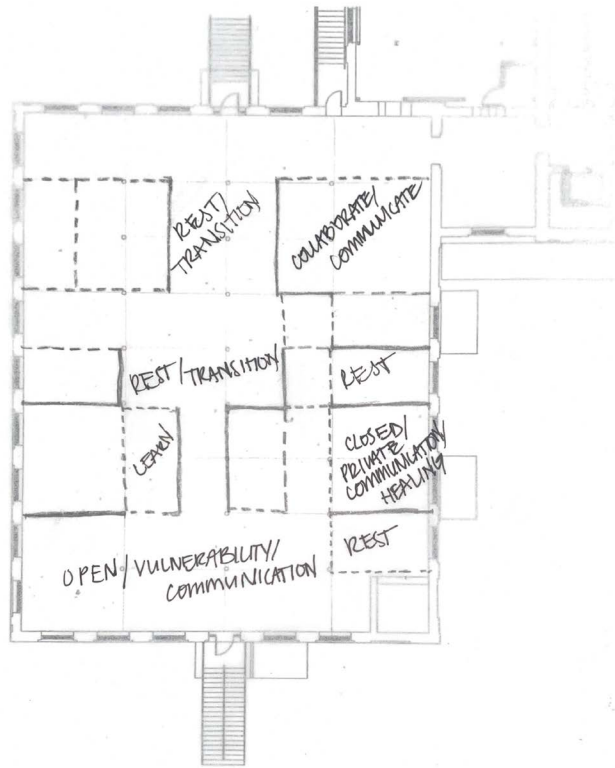 REST/
TRANSITION
COLLABORATE/
COMMUNICATE
REST/TRANSITION
REST
LEARN
CLOSED/
PRIVATE
COMMUNICATION/
HEALING
REST
OPEN/VULNERABILITY/
COMMUNICATION